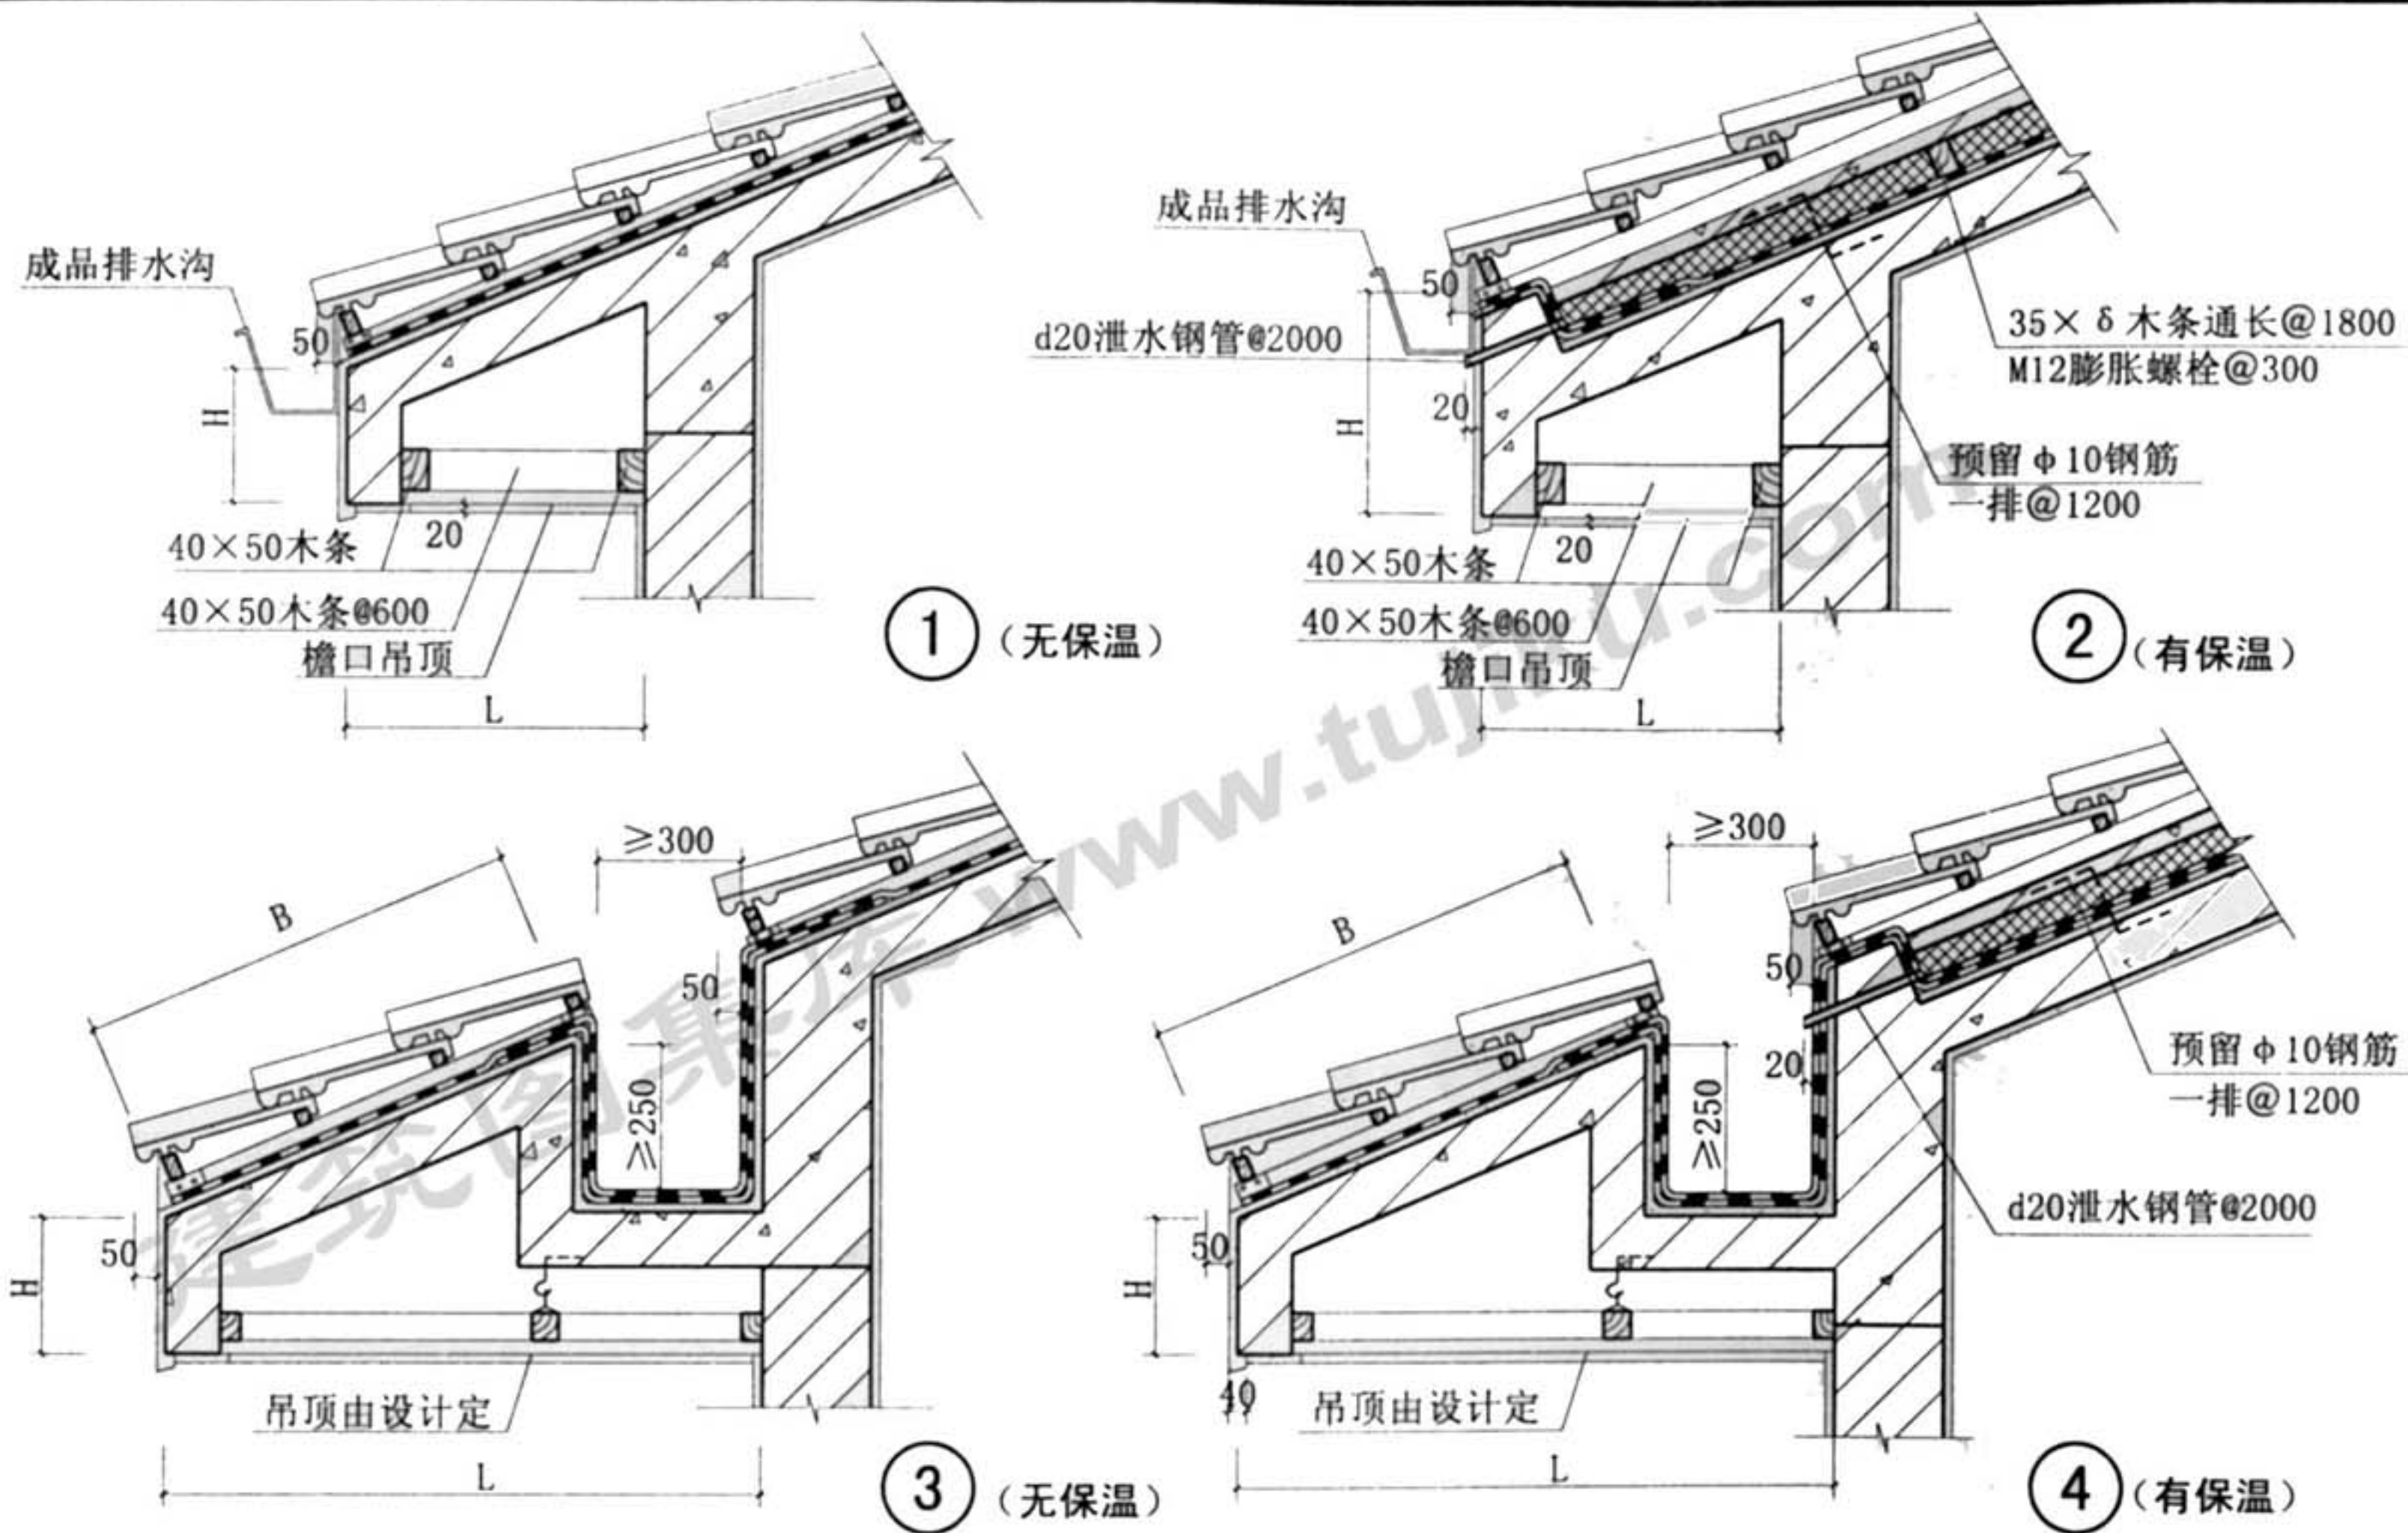 成品排水沟
50
H
20
40×50木条
40×50木条@600
檐口吊顶
L
1（无保温）
成品排水沟
50
d20泄水钢管@2000
20
H
35×δ木条通长@1800
M12膨胀螺栓@300
预留φ10钢筋
一排@1200
20
40×50木条
40×50木条@600
檐口吊顶
L
2（有保温）
≥300
B
50
≥250
50
H
吊顶由设计定
L
3（无保温）
≥300
B
50
20
≥250
预留φ10钢筋
一排@1200
d20泄水钢管@2000
50
H
40
吊顶由设计定
L
4（有保温）
建筑图集库 www.tujiku.com